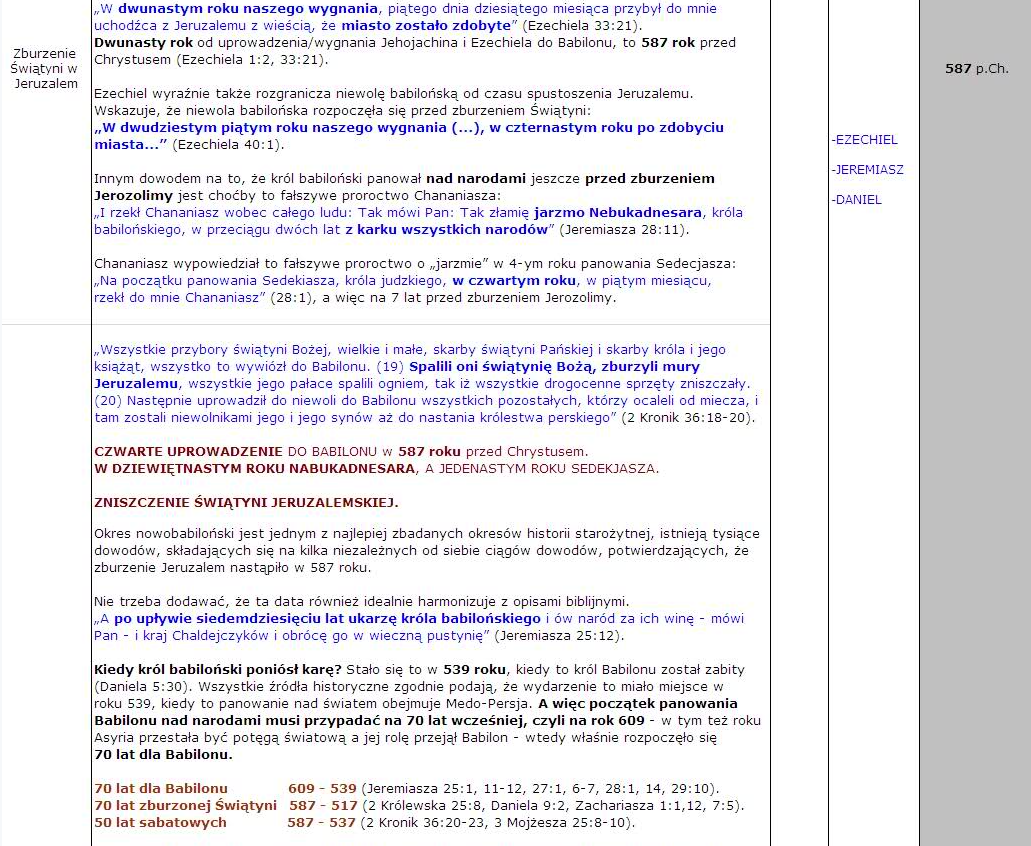 Zburzenie
Świątyni w
Jeruzalem
„W dwunastym roku naszego wygnania, piątego dnia dziesiątego miesiąca przybył do mnie
uchodźca z Jeruzalemu z wieścią, że miasto zostało zdobyte” (Ezechiela 33:21).
Dwunasty rok od uprowadzenia/wygnania Jehojachina i Ezechiela do Babilonu, to 587 rok przed
Chrystusem (Ezechiela 1:2, 33:21).
Ezechiel wyraźnie także rozgranicza niewolę babilońską od czasu spustoszenia Jeruzalemu.
Wskazuje, że niewola babilońska rozpoczęła się przed zburzeniem Świątyni:
„W dwudziestym piątym roku naszego wygnania (...), w czternastym roku po zdobyciu
miasta...” (Ezechiela 40:1).
Innym dowodem na to, że król babiloński panował nad narodami jeszcze przed zburzeniem
Jerozolimy jest choćby to fałszywe proroctwo Chananiasza:
„I rzekł Chananiasz wobec całego ludu: Tak mówi Pan: Tak złamię jarzmo Nebukadnesara, króla
babilońskiego, w przeciągu dwóch lat z karku wszystkich narodów” (Jeremiasza 28:11).
Chananiasz wypowiedział to fałszywe proroctwo o „jarzmie” w 4-ym roku panowania Sedecjasza:
„Na początku panowania Sedekiasza, króla judzkiego, w czwartym roku, w piątym miesiącu,
rzekł do mnie Chananiasz” (28:1), a więc na 7 lat przed zburzeniem Jerozolimy.
-EZECHIEL
-JEREMIASZ
-DANIEL
587 p.Ch.
„Wszystkie przybory świątyni Bożej, wielkie i małe, skarby świątyni Pańskiej i skarby króla i jego
książąt, wszystko to wywiózł do Babilonu. (19) Spalili oni świątynię Bożą, zburzyli mury
Jeruzalemu, wszystkie jego pałace spalili ogniem, tak iż wszystkie drogocenne sprzęty zniszczały.
(20) Następnie uprowadził do niewoli do Babilonu wszystkich pozostałych, którzy ocaleli od miecza, i
tam zostali niewolnikami jego i jego synów aż do nastania królestwa perskiego” (2 Kronik 36:18-20).
CZWARTE UPROWADZENIE DO BABILONU w 587 roku przed Chrystusem.
W DZIEWIĘTNASTYM ROKU NABUKADNESARA, A JEDENASTYM ROKU SEDEKJASZA.
ZNISZCZENIE ŚWIĄTYNI JERUZALEMSKIEJ.
Okres nowobabiloński jest jednym z najlepiej zbadanych okresów historii starożytnej, istnieją tysiące
dowodów, składających się na kilka niezależnych od siebie ciągów dowodów, potwierdzających, że
zburzenie Jeruzalem nastąpiło w 587 roku.
Nie trzeba dodawać, że ta data również idealnie harmonizuje z opisami biblijnymi.
„A po upływie siedemdziesięciu lat ukarzę króla babilońskiego i ów naród za ich winę - mówi
Pan - i kraj Chaldejczyków i obrócę go w wieczną pustynię” (Jeremiasza 25:12).
Kiedy król babiloński poniósł karę? Stało się to w 539 roku, kiedy to król Babilonu został zabity
(Daniela 5:30). Wszystkie źródła historyczne zgodnie podają, że wydarzenie to miało miejsce w
roku 539, kiedy to panowanie nad światem obejmuje Medo-Persja. A więc początek panowania
Babilonu nad narodami musi przypadać na 70 lat wcześniej, czyli na rok 609 - w tym też roku
Asyria przestała być potęgą światową a jej rolę przejął Babilon - wtedy właśnie rozpoczęło się
70 lat dla Babilonu.
70 lat dla Babilonu 609 - 539 (Jeremiasza 25:1, 11-12, 27:1, 6-7, 28:1, 14, 29:10).
70 lat zburzonej Świątyni 587 - 517 (2 Królewska 25:8, Daniela 9:2, Zachariasza 1:1,12, 7:5).
50 lat sabatowych 587 - 537 (2 Kronik 36:20-23, 3 Mojżesza 25:8-10).